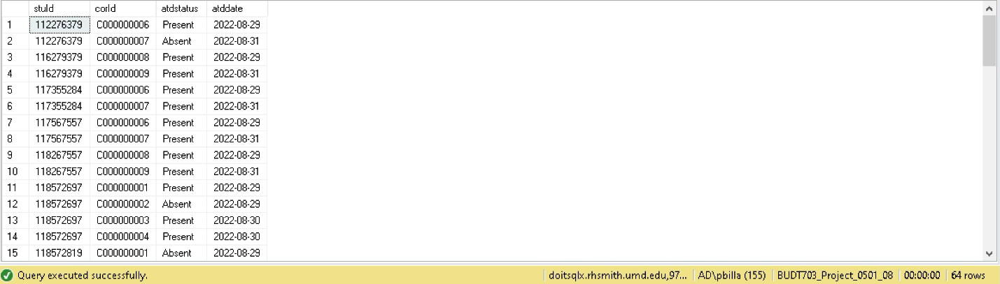 stuId corId atdstatus atddate
1 112276379 C000000006 Present 2022-08-29
2 112276379 C000000007 Absent 2022-08-31
3 116279379 C000000008 Present 2022-08-29
4 116279379 C000000009 Present 2022-08-31
5 117355284 C000000006 Present 2022-08-29
6 117355284 C000000007 Present 2022-08-31
7 117567557 C000000006 Present 2022-08-29
8 117567557 C000000007 Present 2022-08-31
9 118267557 C000000008 Present 2022-08-29
10 118267557 C000000009 Present 2022-08-31
11 118572697 C000000001 Present 2022-08-29
12 118572697 C000000002 Absent 2022-08-29
13 118572697 C000000003 Present 2022-08-30
14 118572697 C000000004 Present 2022-08-30
15 118572819 C000000001 Absent 2022-08-29
Query executed successfully. doitsqlx.rhsmith.umd.edu,97... AD\pbilla (155) BUDT703_Project_0501_08 00:00:00 64 rows